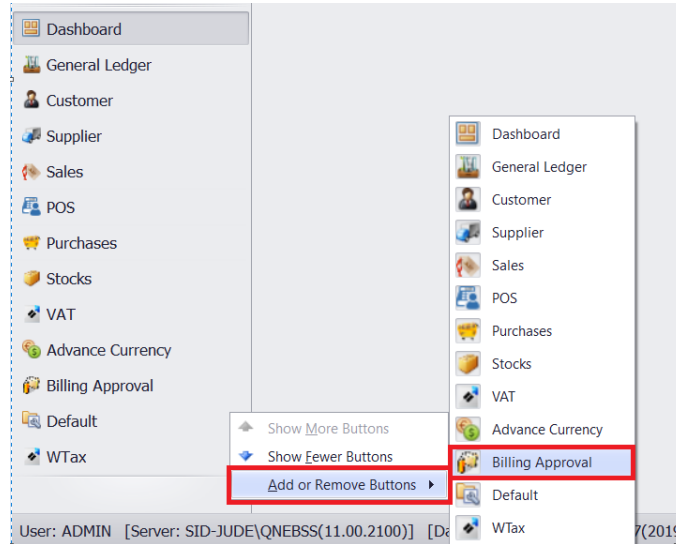 Dashboard
General Ledger
Customer
Supplier
Sales
POS
Purchases
Stocks
VAT
Advance Currency
Billing Approval
Default
WTax
Show More Buttons
Show Fewer Buttons
Add or Remove Buttons
Dashboard
General Ledger
Customer
Supplier
Sales
POS
Purchases
Stocks
VAT
Advance Currency
Billing Approval
Default
WTax
User: ADMIN [Server: SID-JUDE\QNEBSS(11.00.2100)] [Da 7(2019